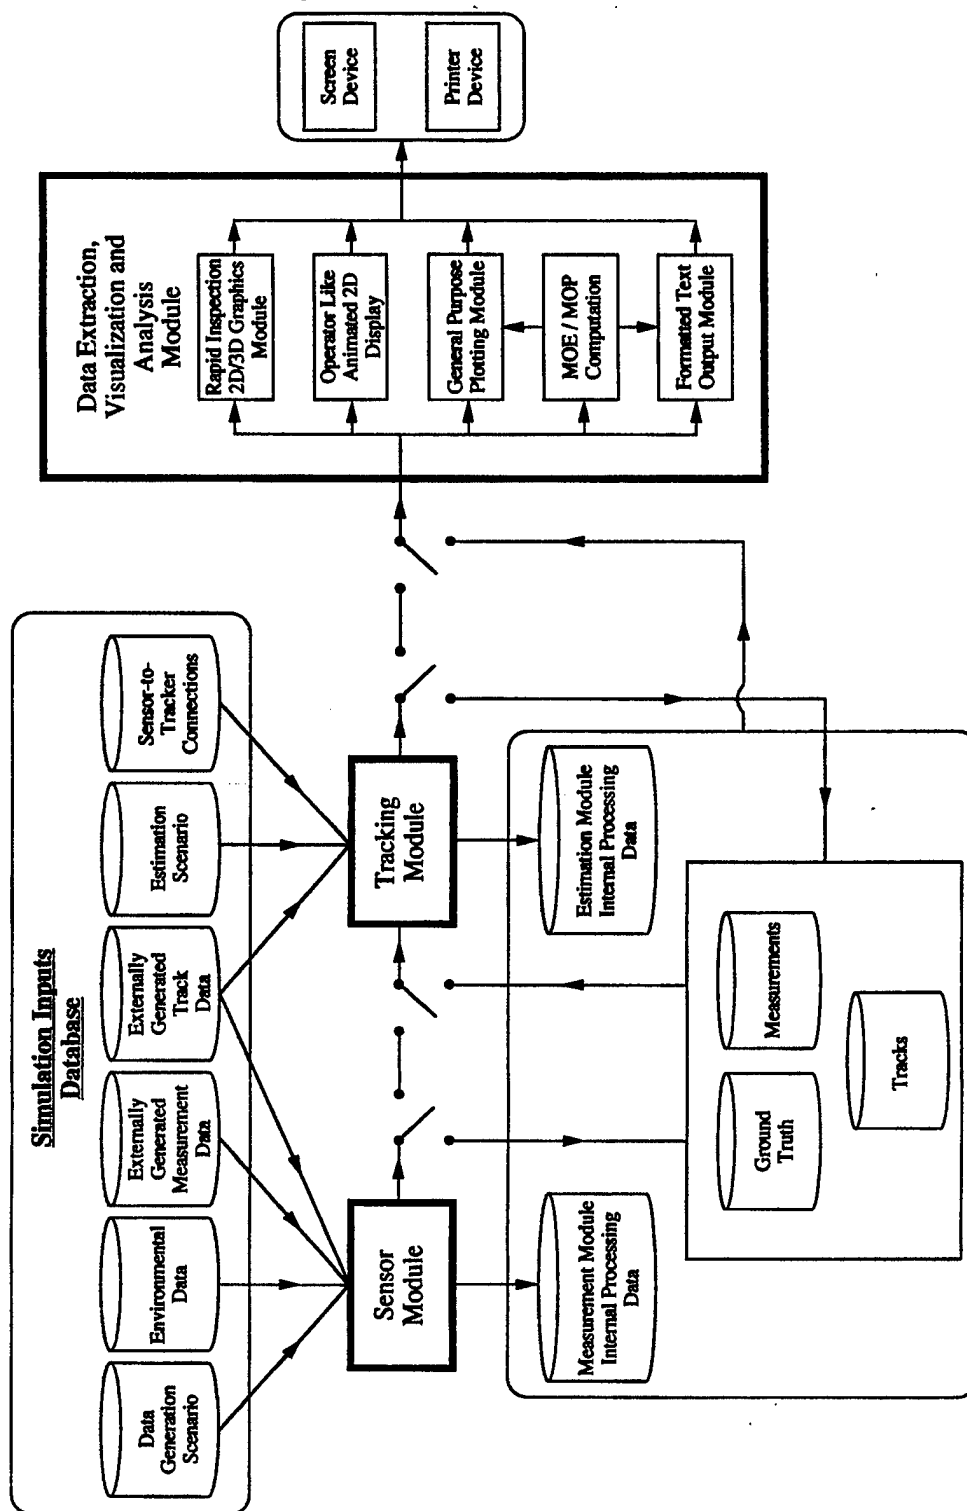 Simulation Inputs
Database
Data
Generation
Scenario
Environmental
Data
Externally
Generated
Measurement
Data
Externally
Generated
Track
Data
Estimation
Scenario
Sensor-to-
Tracker
Connections
Sensor
Module
Tracking
Module
Measurement Module
Internal Processing
Data
Estimation Module
Internal Processing
Data
Ground
Truth
Measurements
Tracks
Data Extraction,
Visualization and
Analysis
Module
Rapid Inspection
2D/3D Graphics
Module
Operator Like
Animated 2D
Display
General Purpose
Plotting Module
MOE / MOP
Computation
Formatted Text
Output Module
Screen
Device
Printer
Device